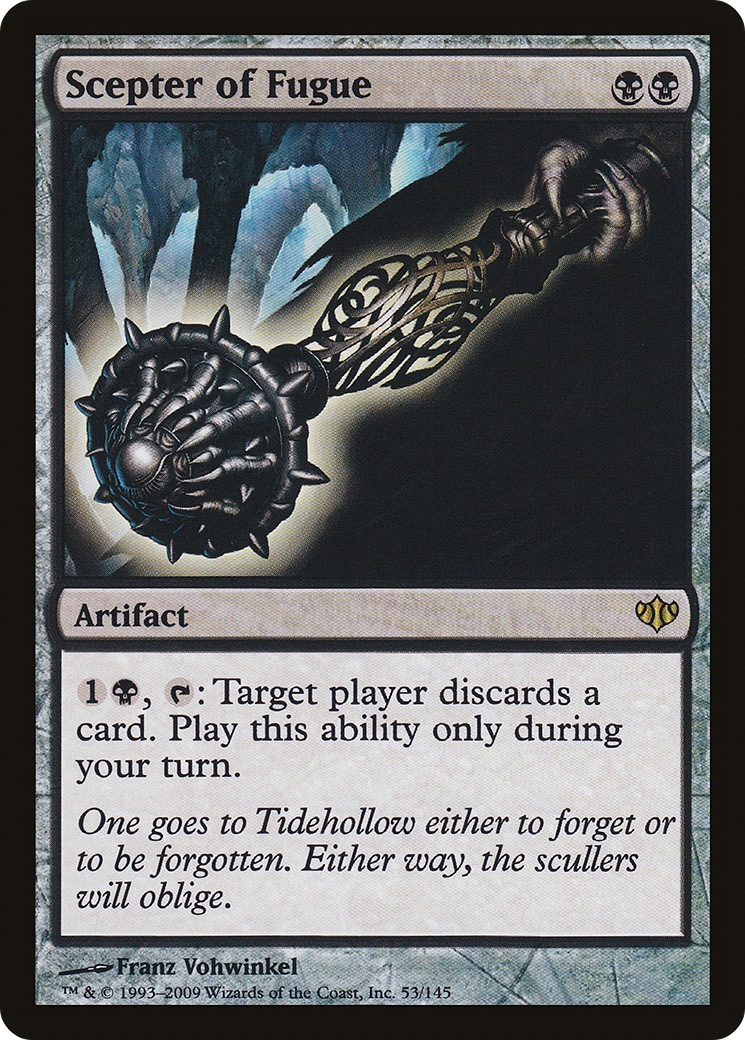 Scepter of Fugue
Artifact
1, : Target player discards a
card. Play this ability only during
your turn.
One goes to Tidehollow either to forget or
to be forgotten. Either way, the scullers
will oblige.
Franz Vohwinkel
™ & © 1993–2009 Wizards of the Coast, Inc. 53/145